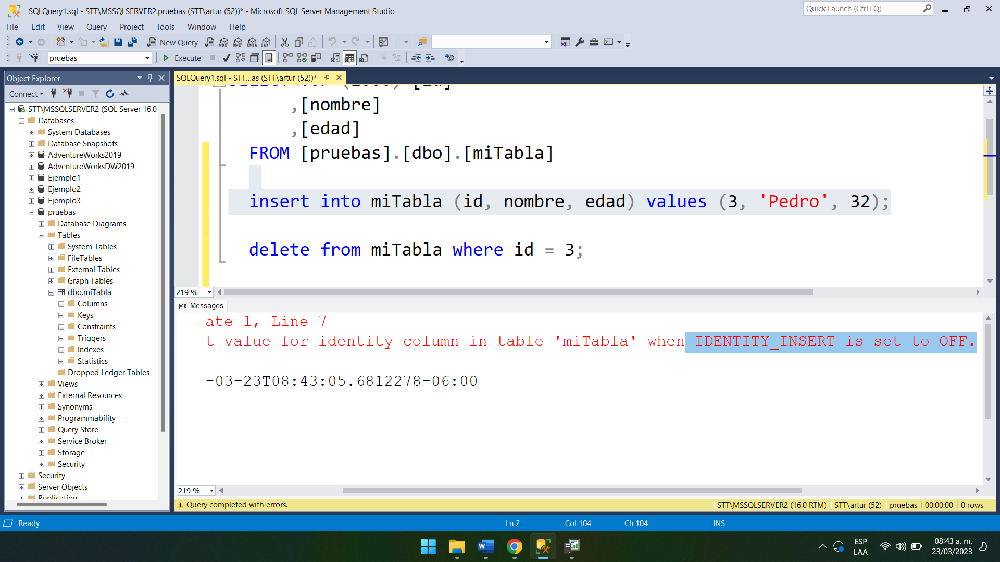 SQLQuery1.sql - STT\MSSQLSERVER2.pruebas (STT\artur (52))* - Microsoft SQL Server Management Studio
Quick Launch (Ctrl+Q)
File Edit View Query Project Tools Window Help
New Query
MDX DMX XMLA DAX
pruebas
Execute
Object Explorer
Connect
STT\MSSQLSERVER2 (SQL Server 16.0
Databases
System Databases
Database Snapshots
AdventureWorks2019
AdventureWorksDW2019
Ejemplo1
Ejemplo2
Ejemplo3
pruebas
Database Diagrams
Tables
System Tables
FileTables
External Tables
Graph Tables
dbo.miTabla
Columns
Keys
Constraints
Triggers
Indexes
Statistics
Dropped Ledger Tables
Views
External Resources
Synonyms
Programmability
Query Store
Service Broker
Storage
Security
Security
Server Objects
Replication
SQLQuery1.sql - STT...as (STT\artur (52))*
,[nombre]
,[edad]
FROM [pruebas].[dbo].[miTabla]
insert into miTabla (id, nombre, edad) values (3, 'Pedro', 32);
delete from miTabla where id = 3;
219 %
Messages
ate 1, Line 7
t value for identity column in table 'miTabla' when IDENTITY_INSERT is set to OFF.
-03-23T08:43:05.6812278-06:00
219 %
Query completed with errors.
STT\MSSQLSERVER2 (16.0 RTM) STT\artur (52) pruebas 00:00:00 0 rows
Ready
Ln 2 Col 104 Ch 104 INS
ESP
LAA
08:43 a. m.
23/03/2023